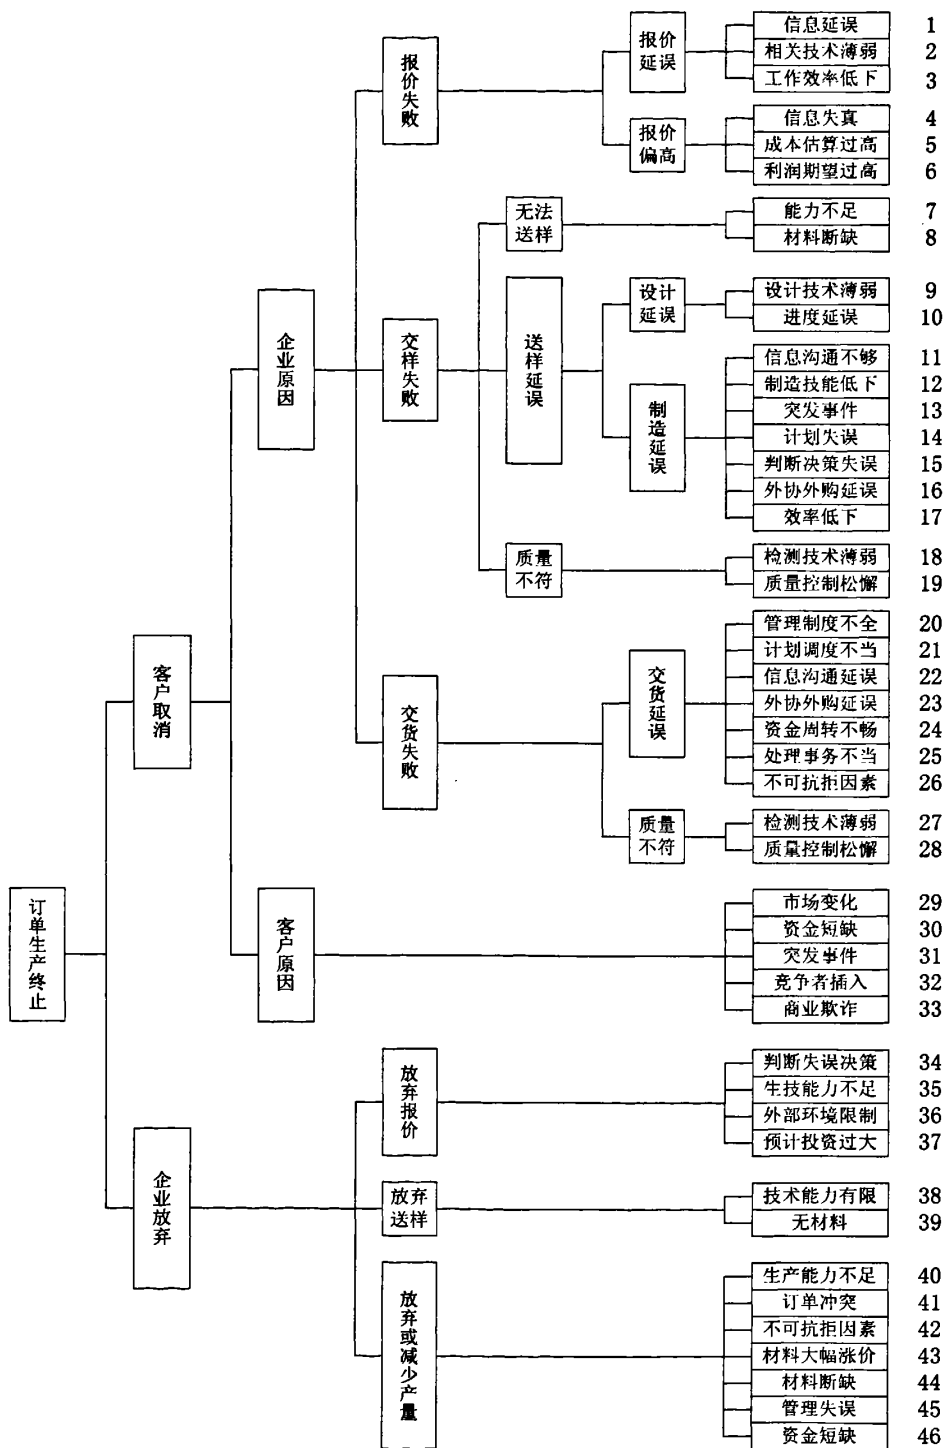 订单生产终止
客户取消
企业原因
报价失败
报价
延误
信息延误 1
相关技术薄弱 2
工作效率低下 3
报价
偏高
信息失真 4
成本估算过高 5
利润期望过高 6
交样失败
无法
送样
能力不足 7
材料断缺 8
送样延误
设计
延误
设计技术薄弱 9
进度延误 10
制造延误
信息沟通不够 11
制造技能低下 12
突发事件 13
计划失误 14
判断决策失误 15
外协外购延误 16
效率低下 17
质量
不符
检测技术薄弱 18
质量控制松懈 19
交货失败
交货延误
管理制度不全 20
计划调度不当 21
信息沟通延误 22
外协外购延误 23
资金周转不畅 24
处理事务不当 25
不可抗拒因素 26
质量
不符
检测技术薄弱 27
质量控制松懈 28
客户原因
市场变化 29
资金短缺 30
突发事件 31
竞争者插入 32
商业欺诈 33
企业放弃
放弃报价
判断失误决策 34
生技能力不足 35
外部环境限制 36
预计投资过大 37
放弃
送样
技术能力有限 38
无材料 39
放弃或减少产量
生产能力不足 40
订单冲突 41
不可抗拒因素 42
材料大幅涨价 43
材料断缺 44
管理失误 45
资金短缺 46